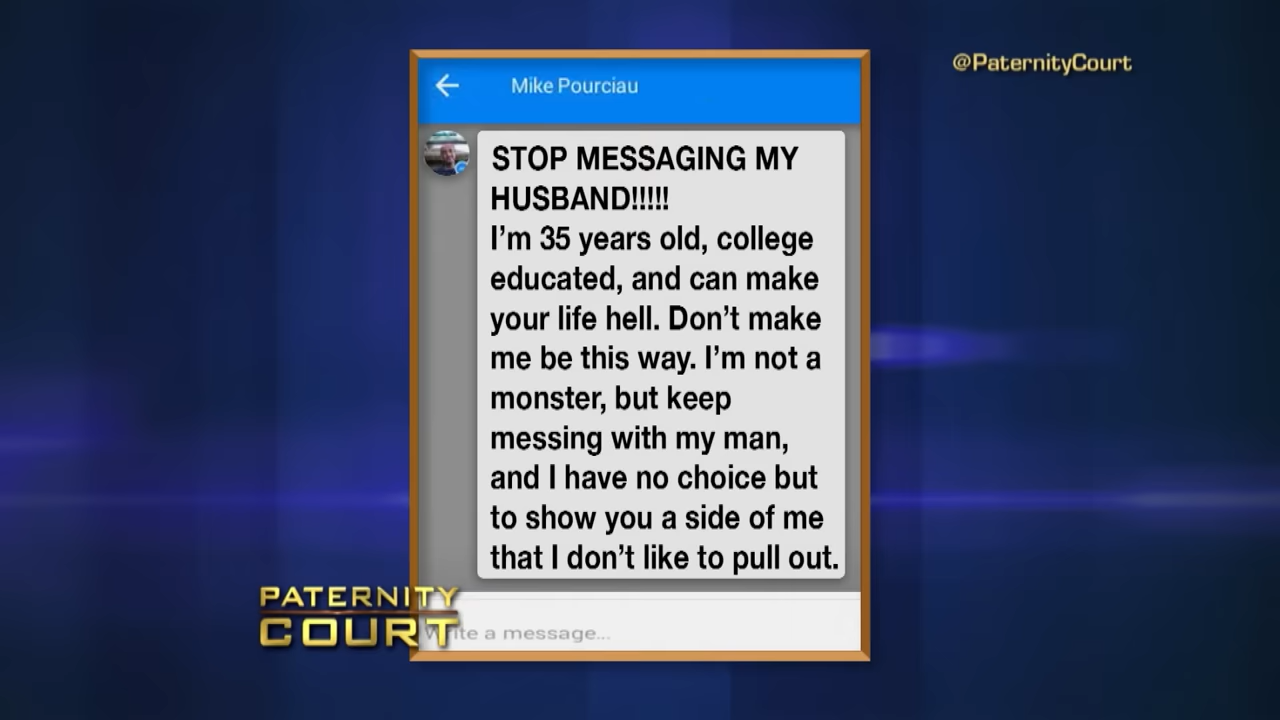 @PaternityCourt
Mike Pourciau
STOP MESSAGING MY
HUSBAND!!!!!
I'm 35 years old, college
educated, and can make
your life hell. Don't make
me be this way. I'm not a
monster, but keep
messing with my man,
and I have no choice but
to show you a side of me
that I don't like to pull out.
PATERNITY
COURT
Write a message...